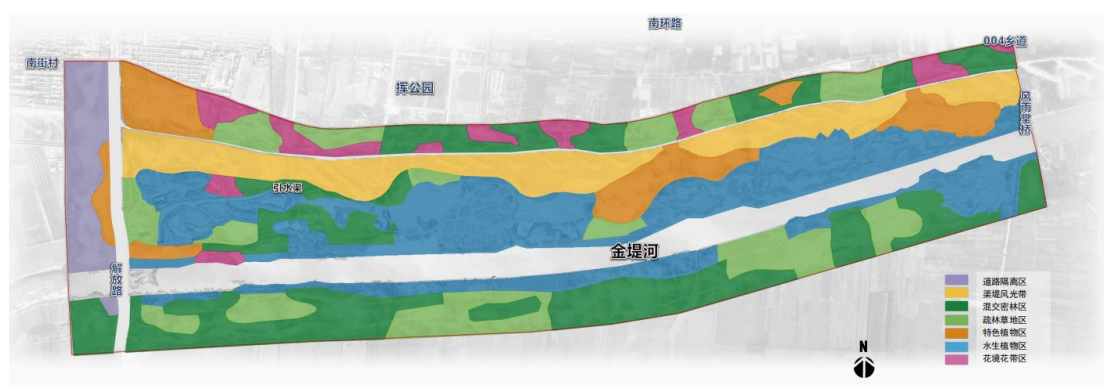 南环路
004乡道
南街村
挥公园
风雨堂桥
引水渠
金堤河
解放路
道路隔离区
渠堤风光带
混交密林区
疏林草地区
特色植物区
水生植物区
花境花带区
N